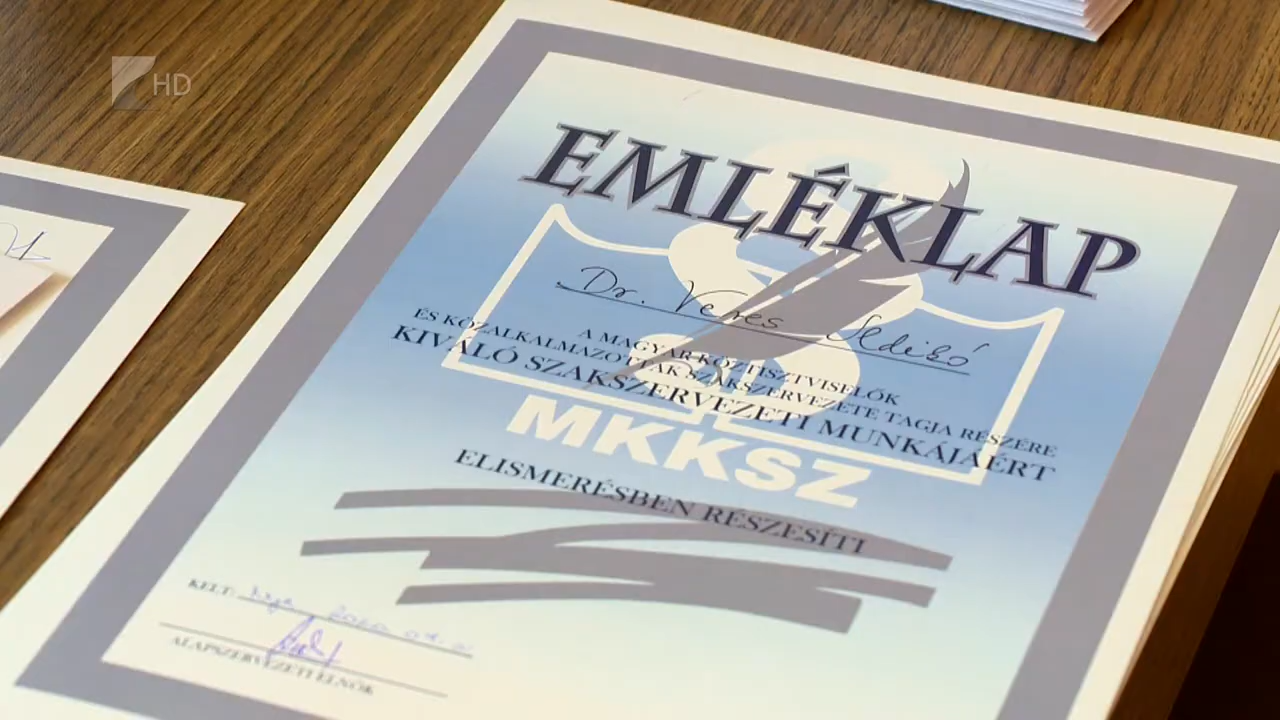 HD
EMLÉKLAP
Dr. Veres Ildikó
A MAGYAR KÖZTISZTVISELŐK
ÉS KÖZALKALMAZOTTAK SZAKSZERVEZETE TAGJA RÉSZÉRE
KIVÁLÓ SZAKSZERVEZETI MUNKÁJÁÉRT
MKKSZ
ELISMERÉSBEN RÉSZESÍTI
KELT:
ALAPSZERVEZETI ELNÖK